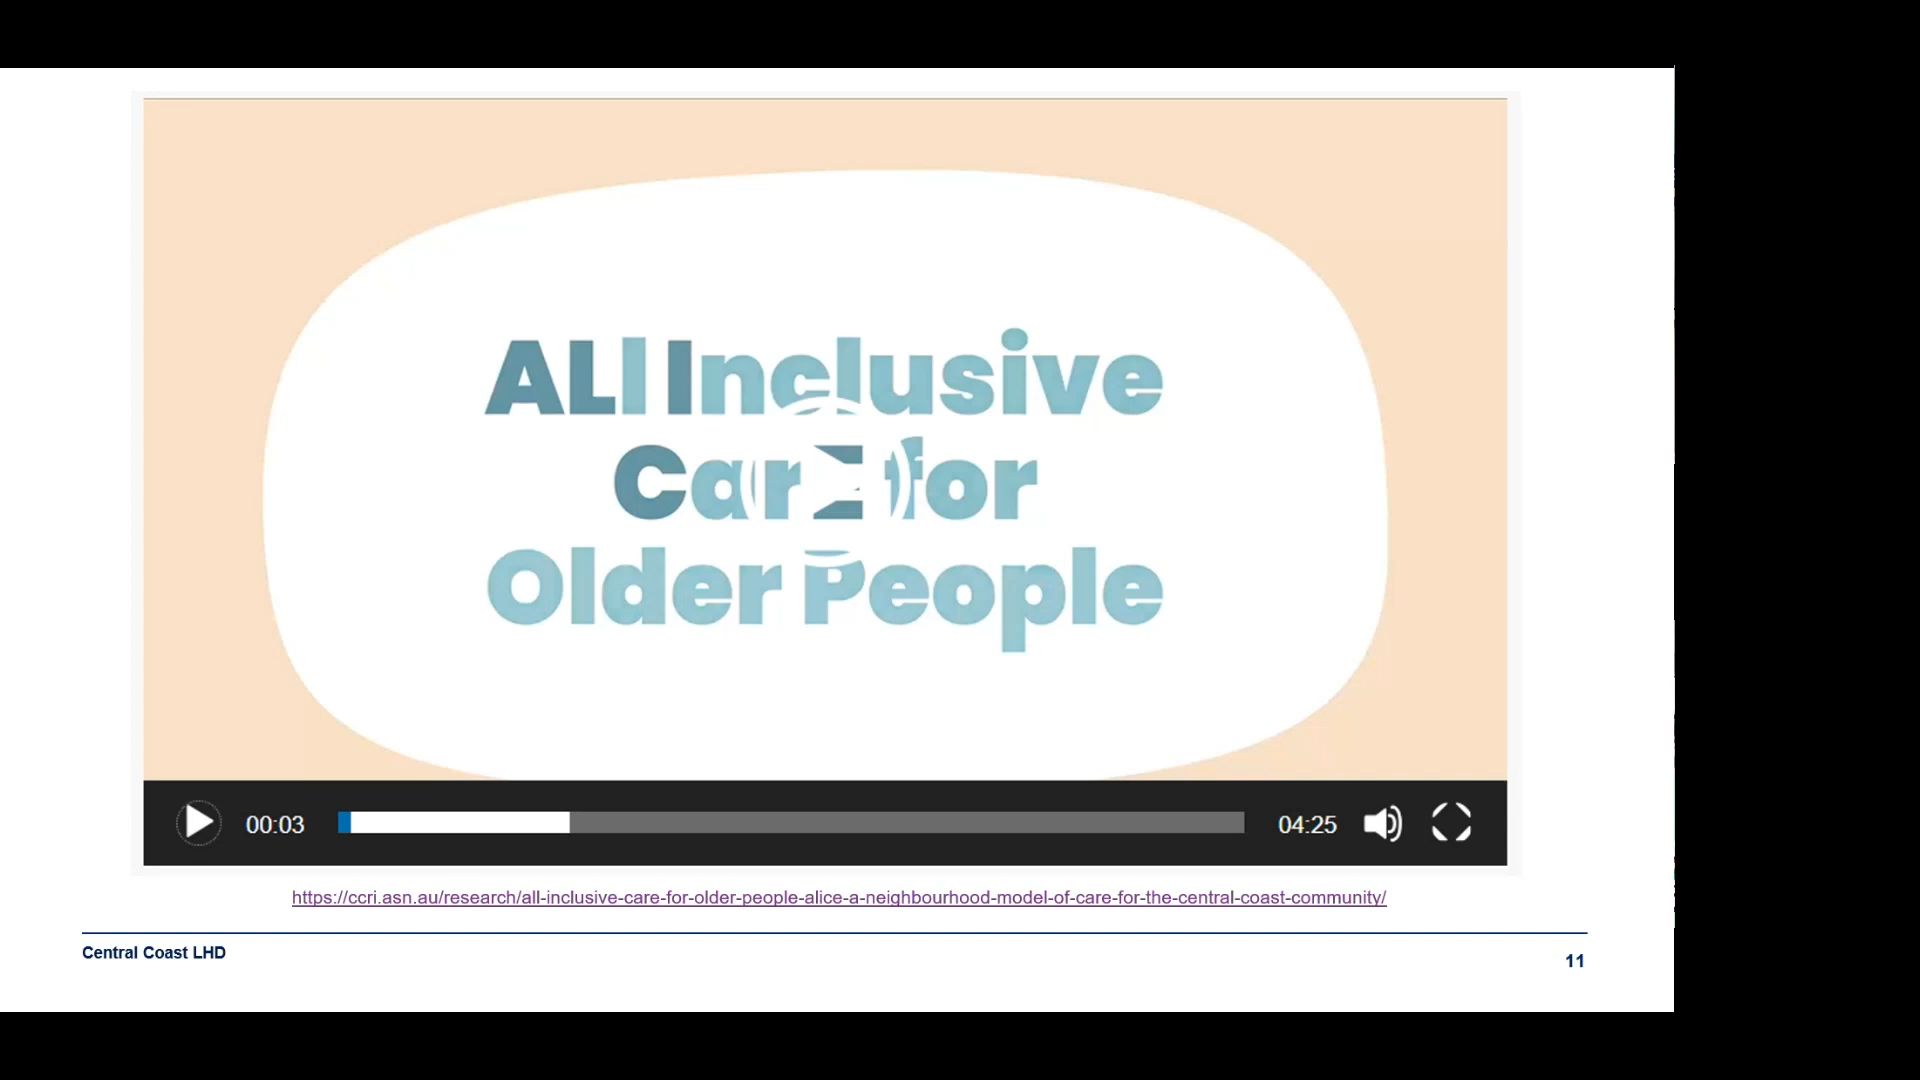 ALl Inclusive
CarE for
Older People
00:03
04:25
https://ccri.asn.au/research/all-inclusive-care-for-older-people-alice-a-neighbourhood-model-of-care-for-the-central-coast-community/
Central Coast LHD
11